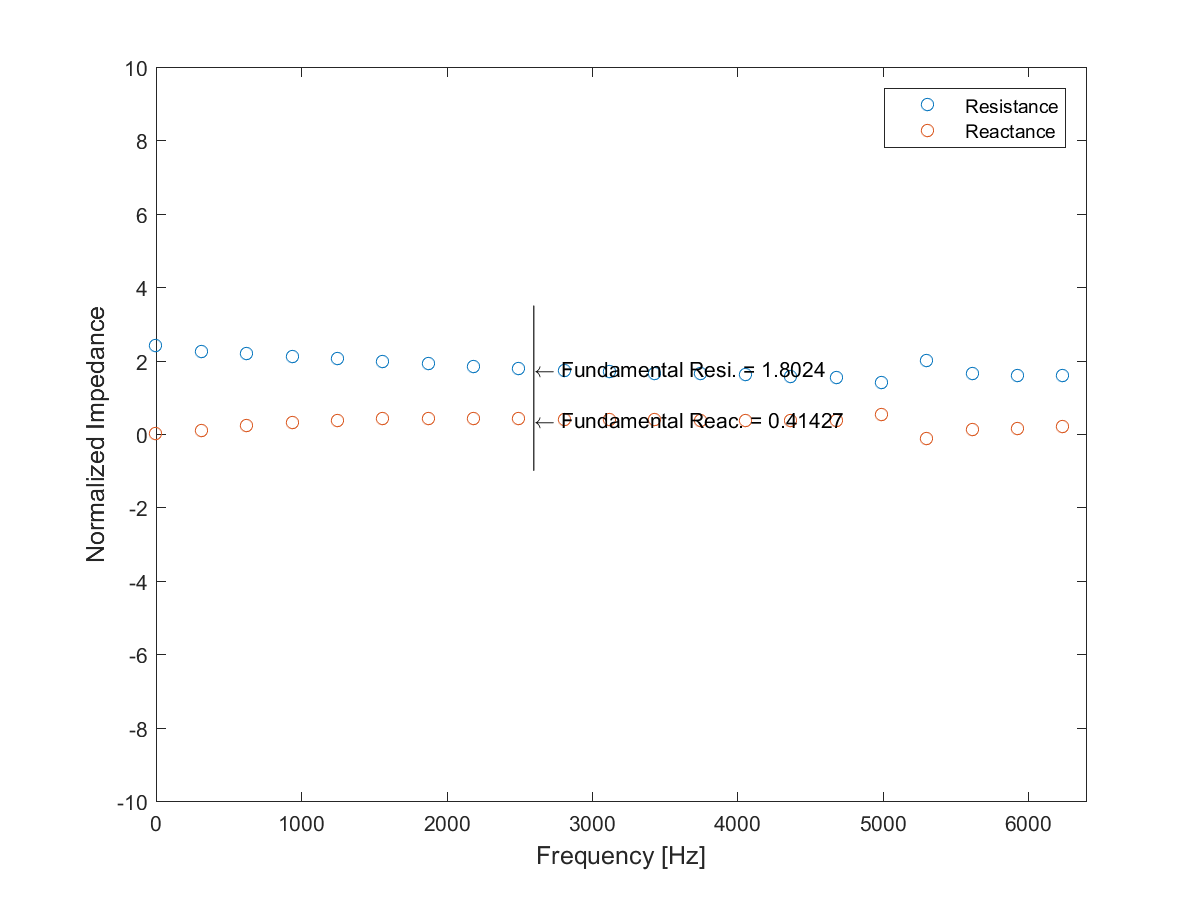 10
8
6
4
2
0
-2
-4
-6
-8
-10
Normalized Impedance
Resistance
Reactance
← Fundamental Resi. = 1.8024
← Fundamental Reac. = 0.41427
0 1000 2000 3000 4000 5000 6000
Frequency [Hz]